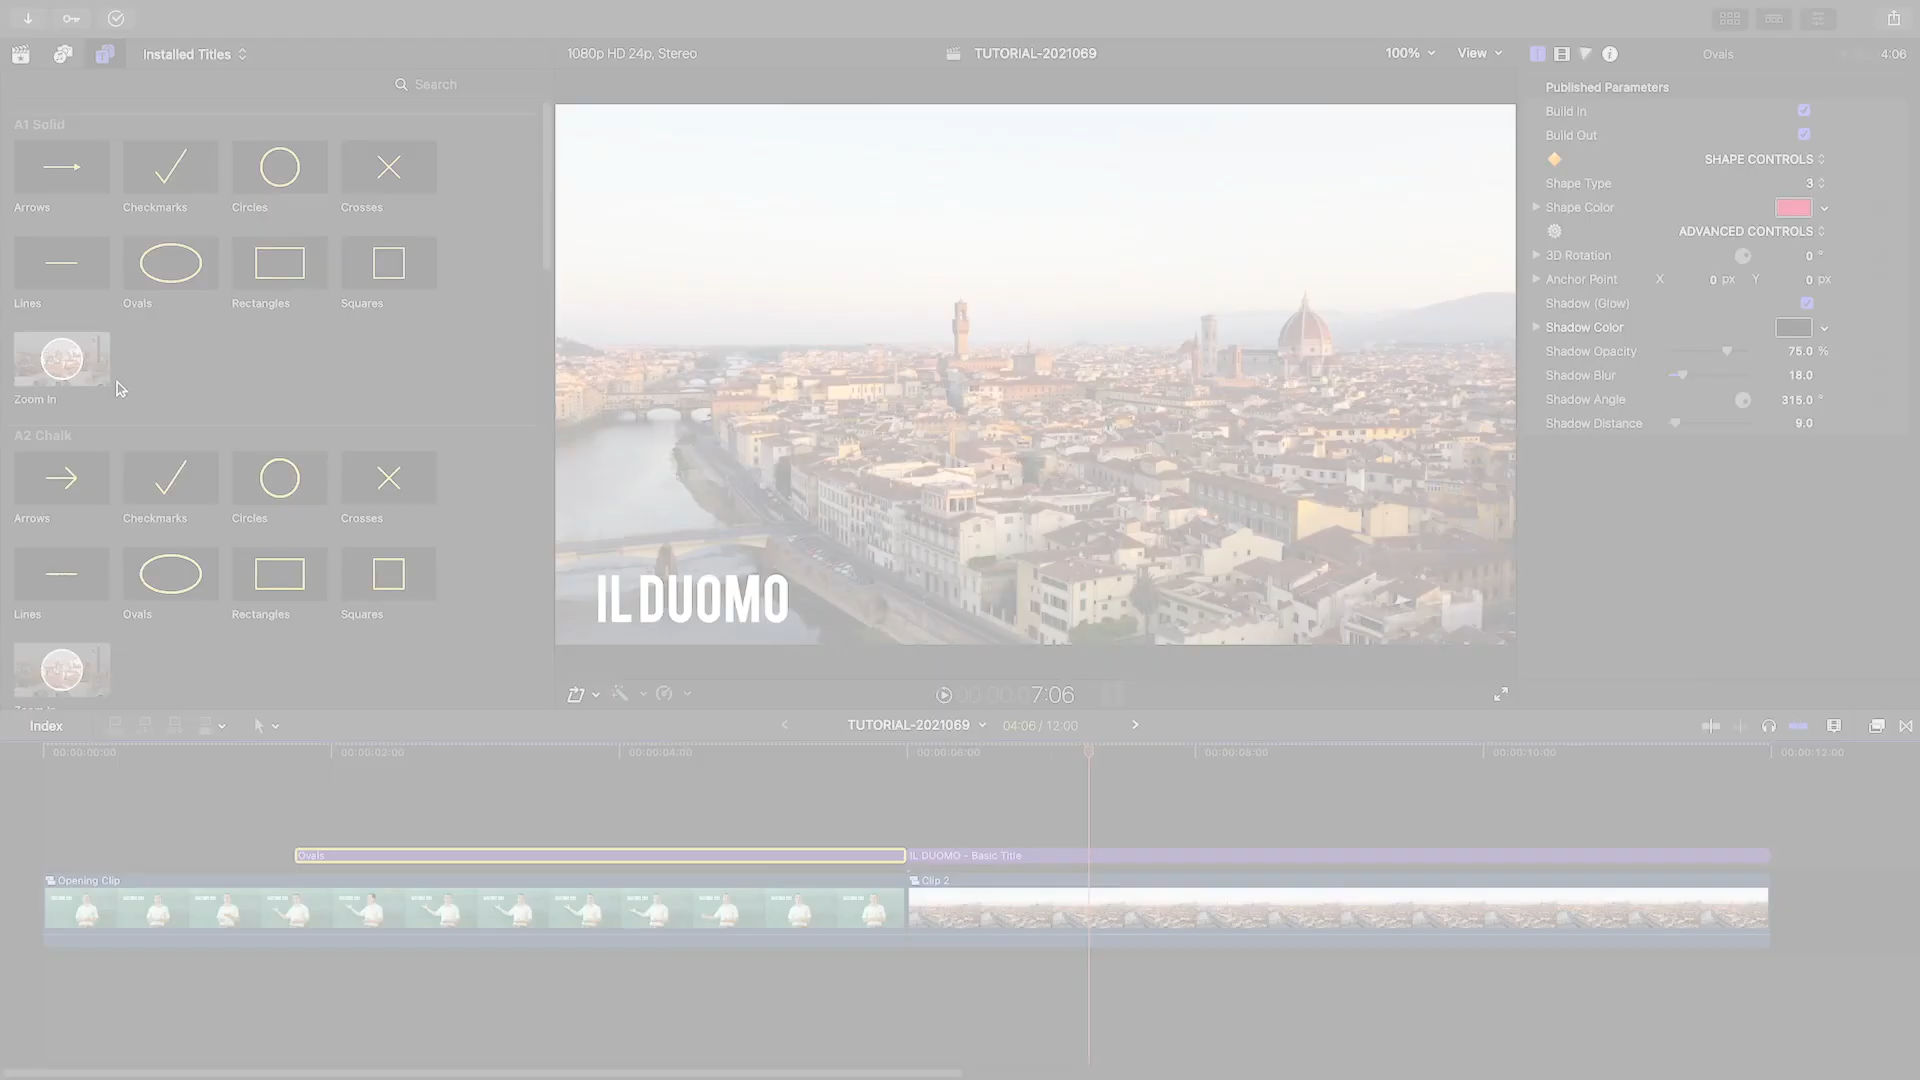 Installed Titles
1080p HD 24p, Stereo
TUTORIAL-2021069
100%
View
Ovals
4:06
Search
Published Parameters
Build In
Build Out
SHAPE CONTROLS
Shape Type
3
Shape Color
ADVANCED CONTROLS
3D Rotation
0 °
Anchor Point X 0 px Y 0 px
Shadow (Glow)
Shadow Color
Shadow Opacity
75.0 %
Shadow Blur
18.0
Shadow Angle
315.0 °
Shadow Distance
9.0
A1 Solid
Arrows
Checkmarks
Circles
Crosses
Lines
Ovals
Rectangles
Squares
Zoom In
A2 Chalk
Arrows
Checkmarks
Circles
Crosses
Lines
Ovals
Rectangles
Squares
Zoom In
IL DUOMO
00:00:07:06
Index
TUTORIAL-2021069
04:06 / 12:00
00:00:00:00
00:00:02:00
00:00:04:00
00:00:06:00
00:00:08:00
00:00:10:00
00:00:12:00
Ovals
IL DUOMO - Basic Title
Opening Clip
Clip 2